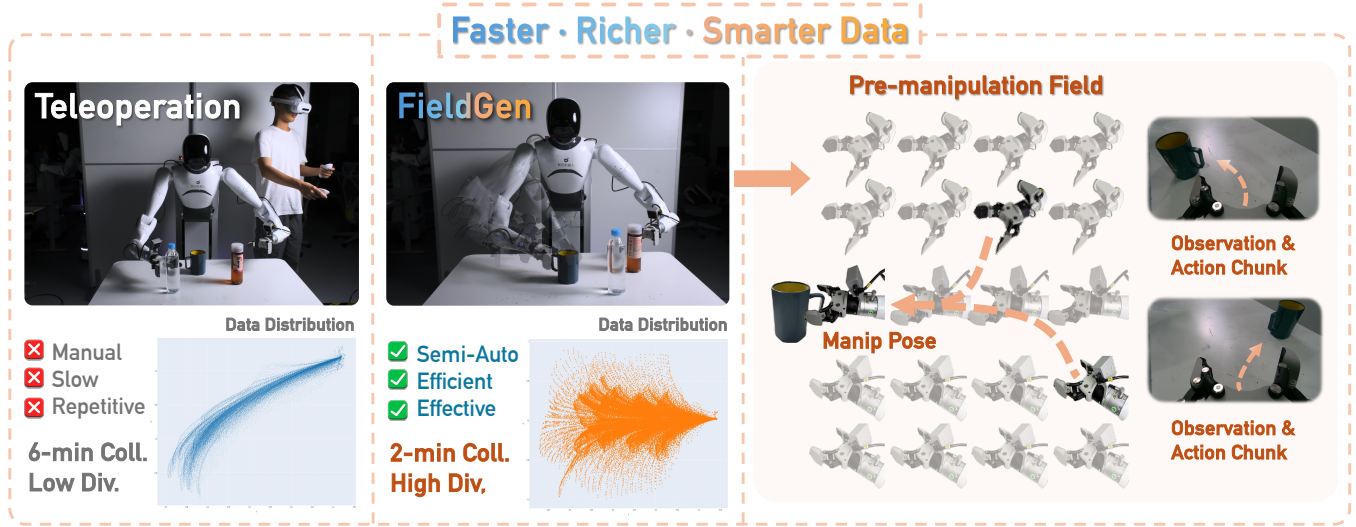 Faster · Richer · Smarter Data
Teleoperation
Data Distribution
Manual
Slow
Repetitive
6-min Coll.
Low Div.
FieldGen
Data Distribution
Semi-Auto
Efficient
Effective
2-min Coll.
High Div,
Pre-manipulation Field
Manip Pose
Observation &
Action Chunk
Observation &
Action Chunk